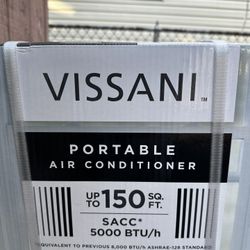 VISSANI™
PORTABLE
AIR CONDITIONER
UP TO 150 SQ. FT.
SACC*
5000 BTU/h
*EQUIVALENT TO PREVIOUS 8,000 BTU/h ASHRAE-128 STANDARD